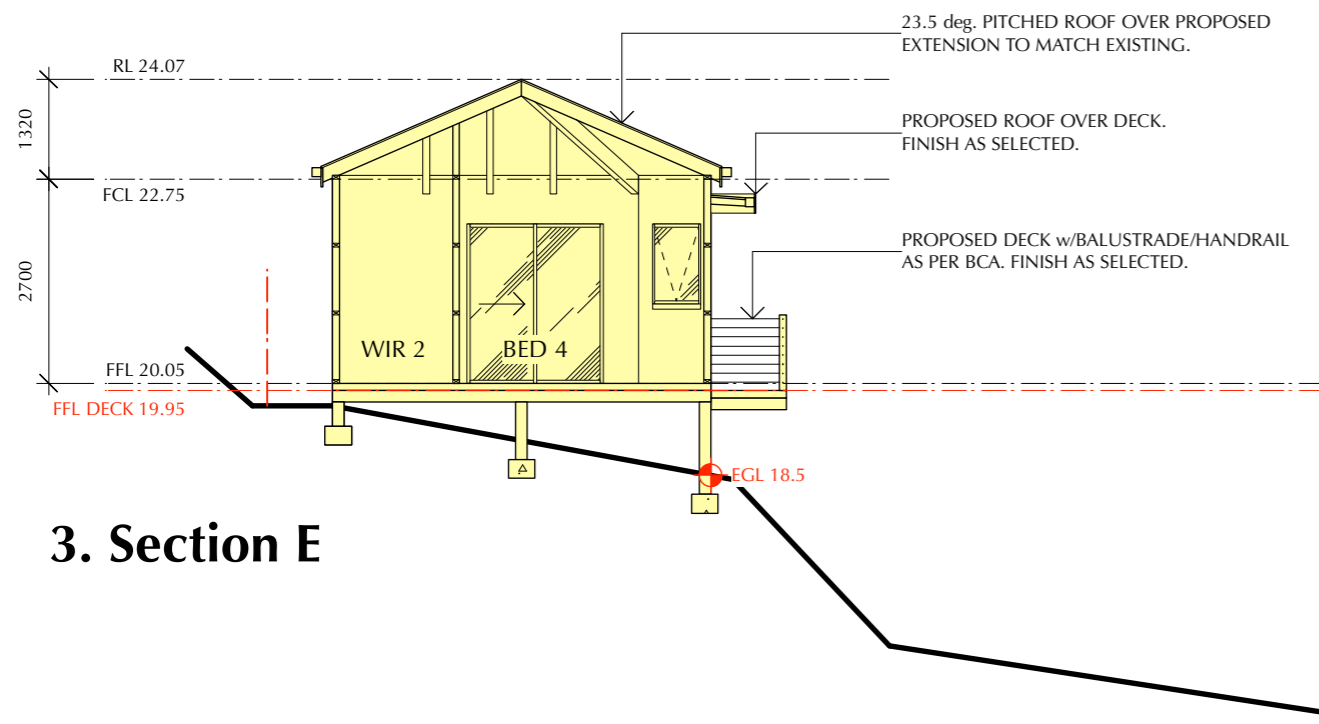 23.5 deg. PITCHED ROOF OVER PROPOSED
EXTENSION TO MATCH EXISTING.
RL 24.07
1320
PROPOSED ROOF OVER DECK.
FINISH AS SELECTED.
FCL 22.75
PROPOSED DECK w/BALUSTRADE/HANDRAIL
AS PER BCA. FINISH AS SELECTED.
2700
WIR 2
BED 4
FFL 20.05
FFL DECK 19.95
EGL 18.5
3. Section E